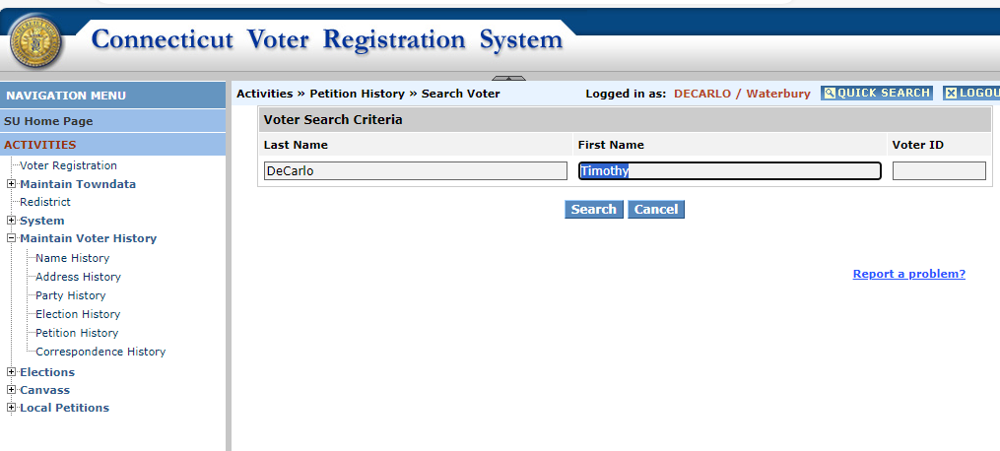 Connecticut Voter Registration System
NAVIGATION MENU
SU Home Page
ACTIVITIES
Voter Registration
Maintain Towndata
Redistrict
System
Maintain Voter History
Name History
Address History
Party History
Election History
Petition History
Correspondence History
Elections
Canvass
Local Petitions
Activities » Petition History » Search Voter Logged in as: DECARLO / Waterbury QUICK SEARCH LOGOU
Voter Search Criteria
Last Name First Name Voter ID
DeCarlo Timothy
Search Cancel
Report a problem?